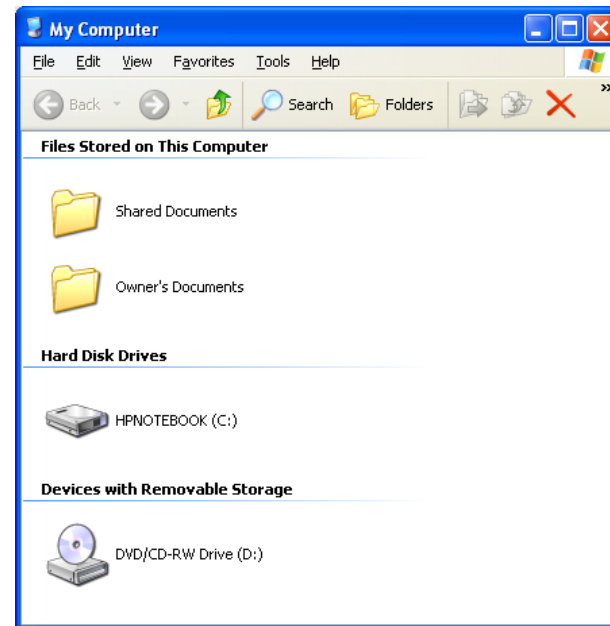 My Computer
File Edit View Favorites Tools Help
Back Search Folders »
Files Stored on This Computer
Shared Documents
Owner's Documents
Hard Disk Drives
HPNOTEBOOK (C:)
Devices with Removable Storage
DVD/CD-RW Drive (D:)